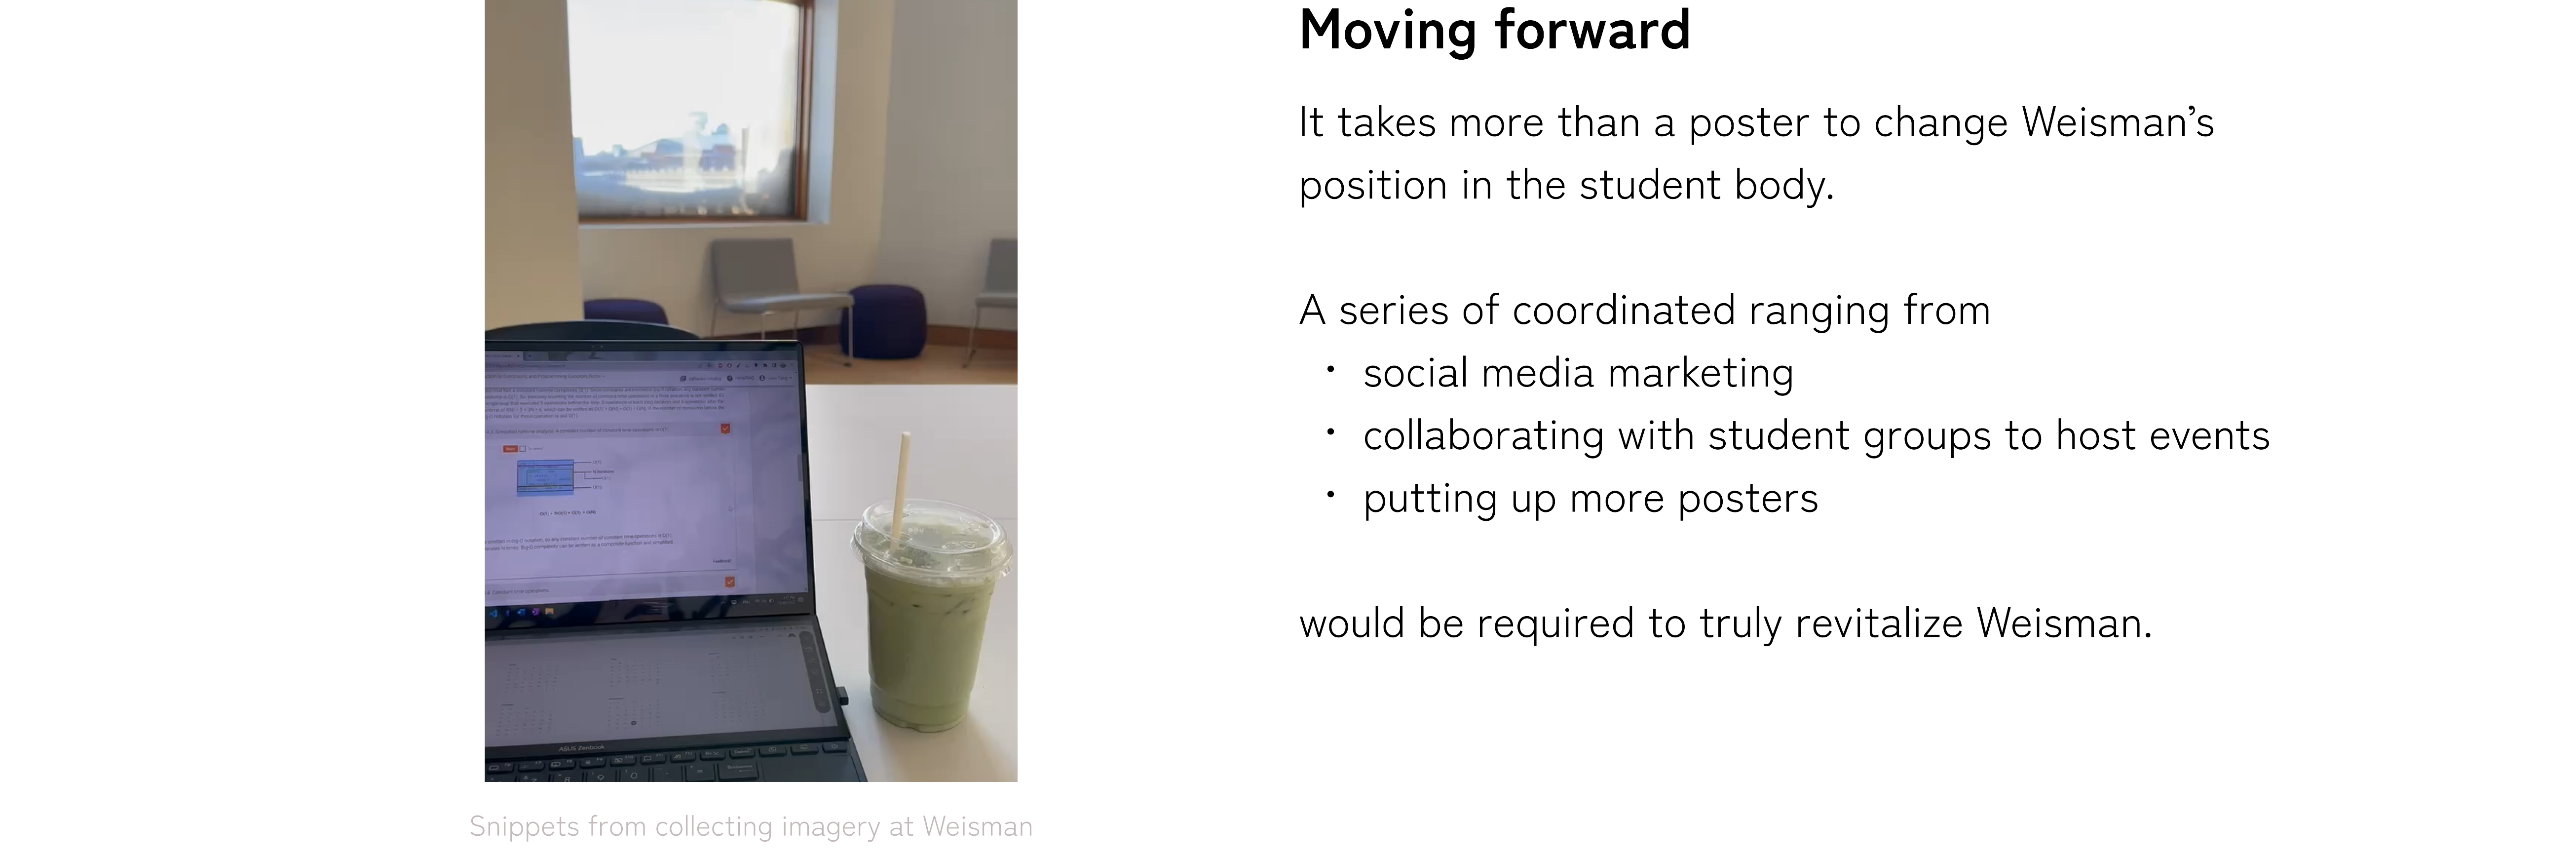 Moving forward
It takes more than a poster to change Weisman’s
position in the student body.
A series of coordinated ranging from
• social media marketing
• collaborating with student groups to host events
• putting up more posters
would be required to truly revitalize Weisman.
ASUS Zenbook
Snippets from collecting imagery at Weisman